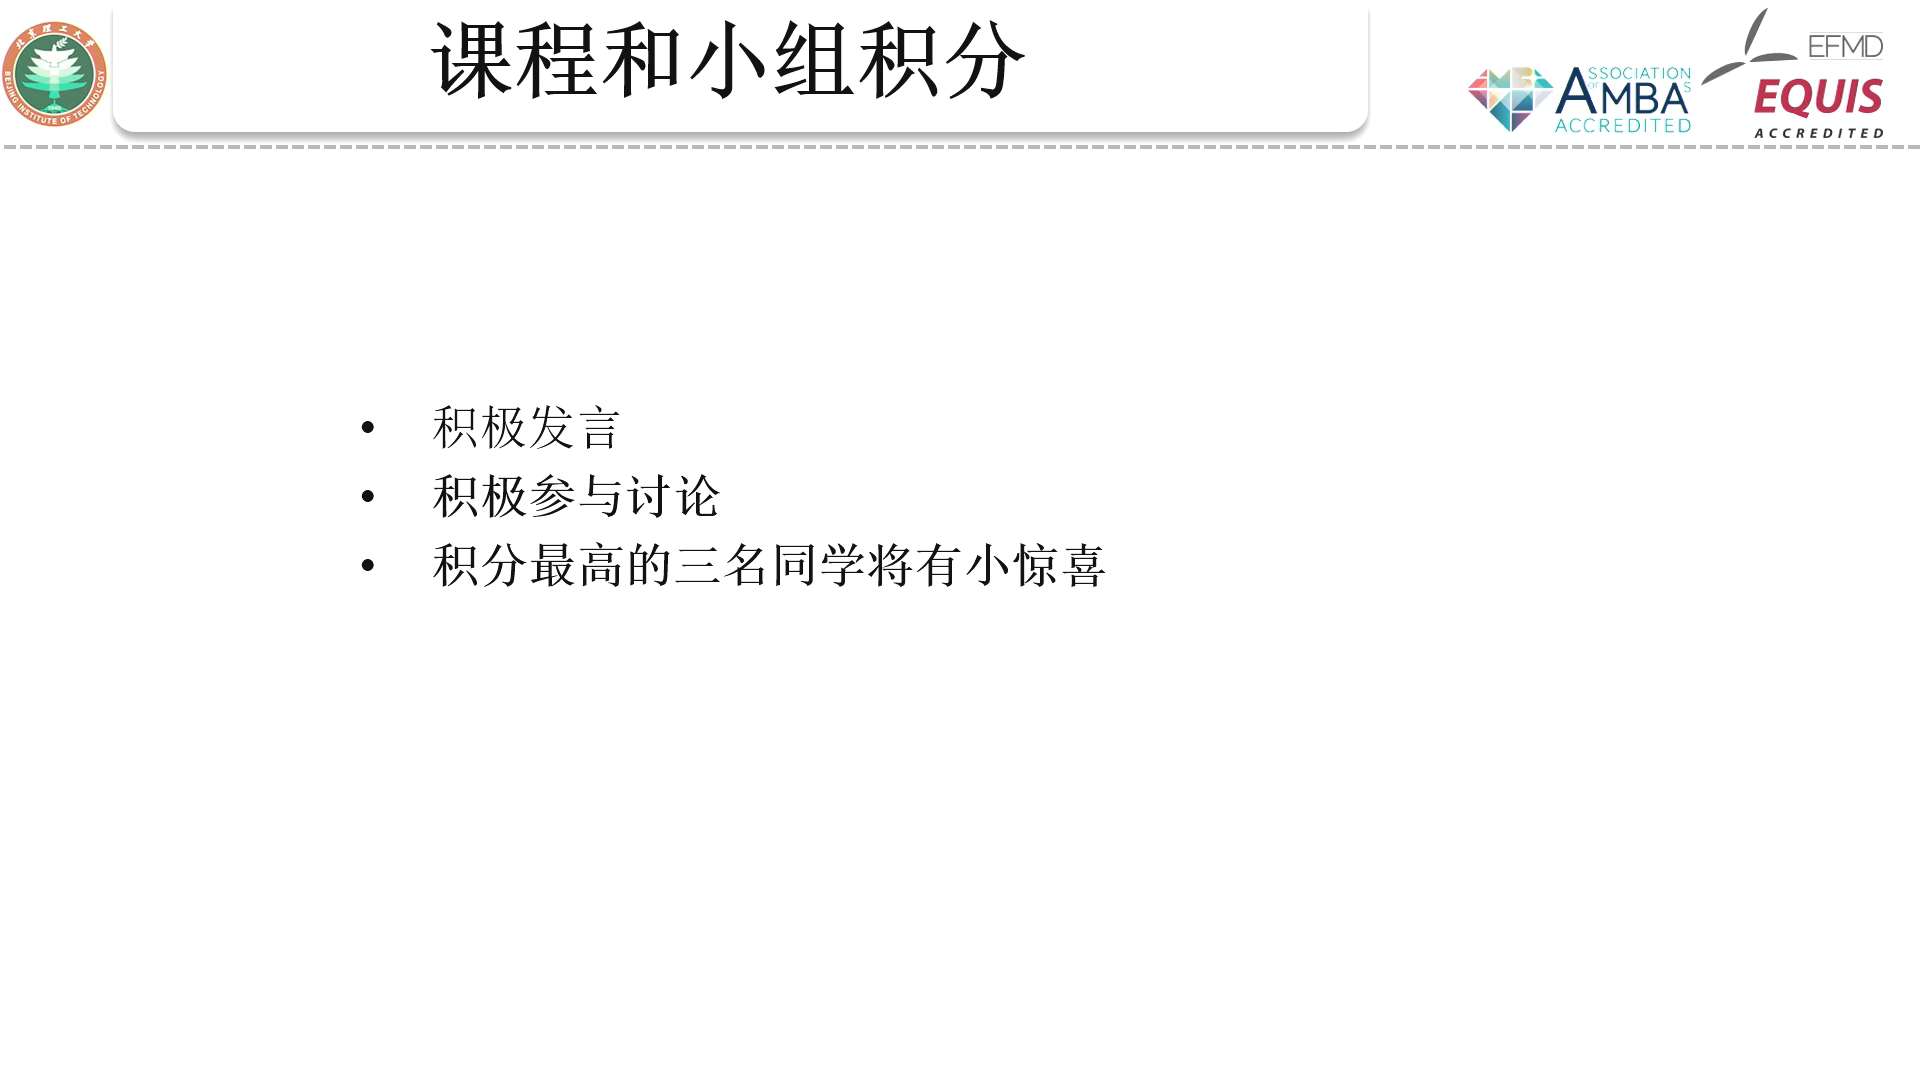 课程和小组积分
北京理工大学
BEIJING INSTITUTE OF TECHNOLOGY
1940
ASSOCIATION
OF
MBAS
AMBA
ACCREDITED
EFMD
EQUIS
ACCREDITED
• 积极发言
• 积极参与讨论
• 积分最高的三名同学将有小惊喜